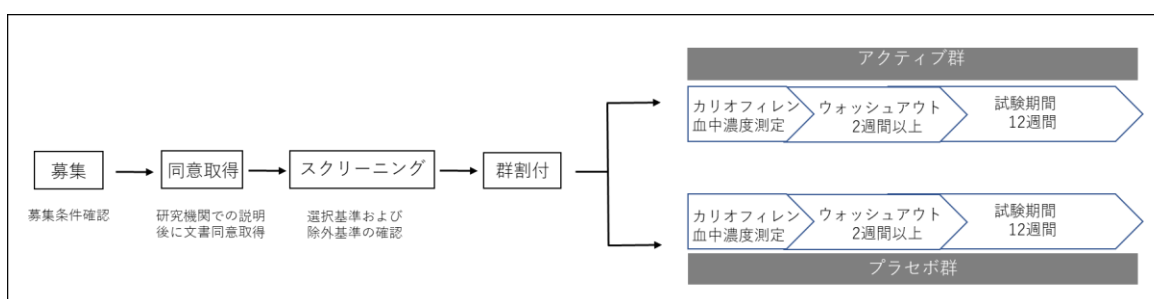 アクティブ群
カリオフィレン
血中濃度測定
ウォッシュアウト
2週間以上
試験期間
12週間
募集
同意取得
スクリーニング
群割付
募集条件確認
研究機関での説明
後に文書同意取得
選択基準および
除外基準の確認
カリオフィレン
血中濃度測定
ウォッシュアウト
2週間以上
試験期間
12週間
プラセボ群